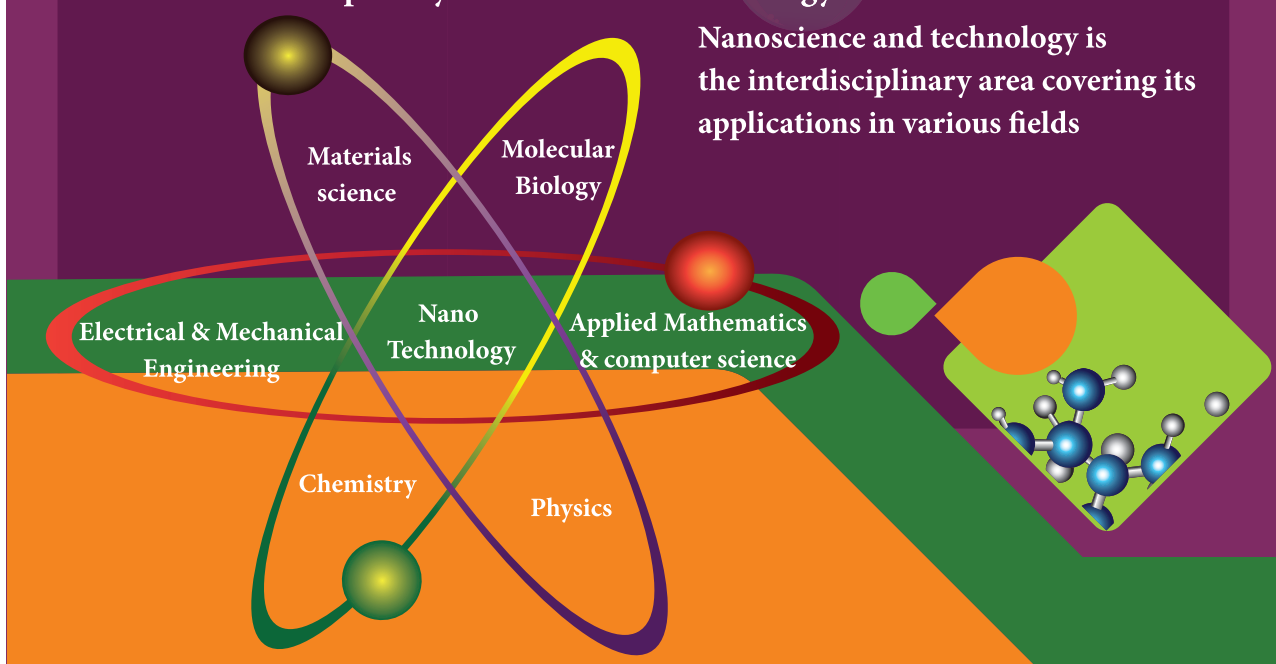 Nanoscience and technology is
the interdisciplinary area covering its
applications in various fields
Materials
science
Molecular
Biology
Electrical & Mechanical
Engineering
Nano
Technology
Applied Mathematics
& computer science
Chemistry
Physics